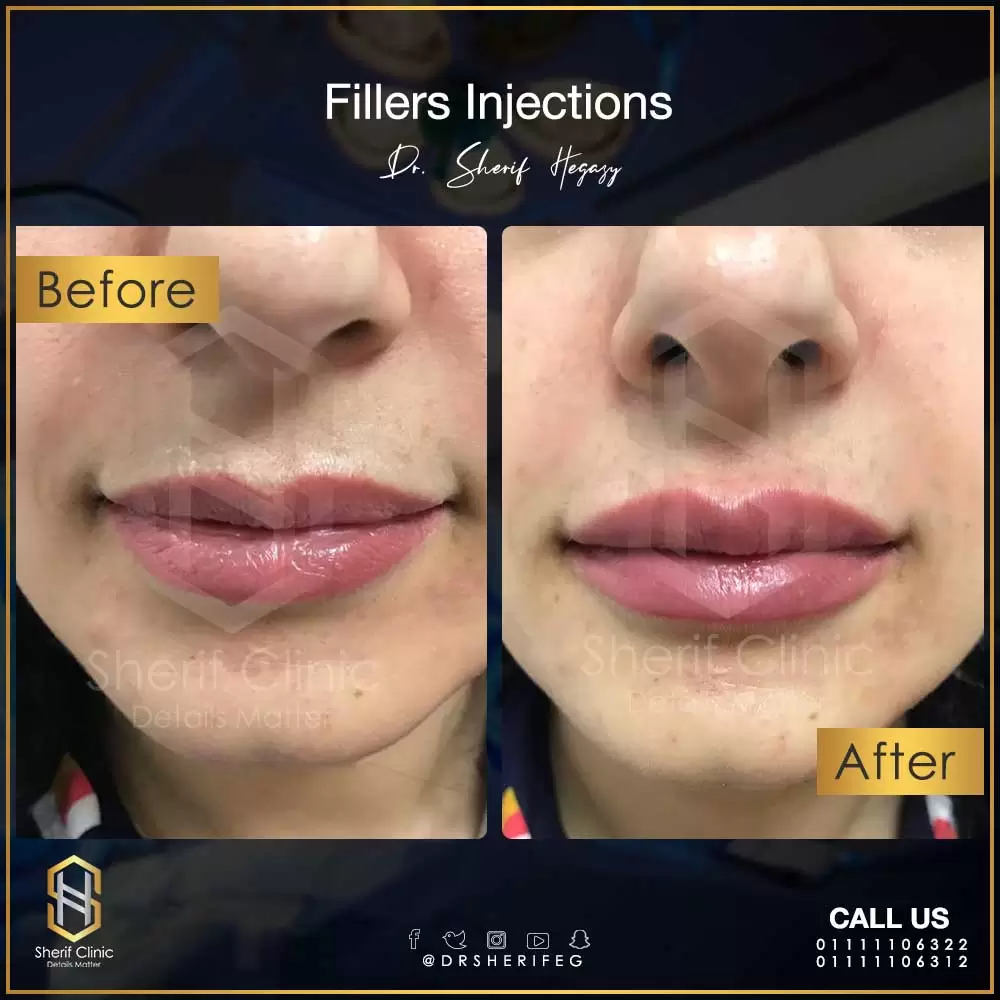 Fillers Injections
Dr. Sherif Hegazy
Before
Sherif Clinic
Details Matter
Sherif Clinic
Details Matter
After
Sherif Clinic
Details Matter
@DRSHERIFEG
CALL US
01111106322
01111106312